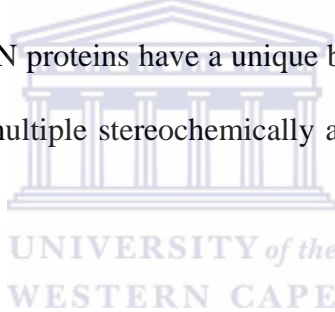 N proteins have a unique b
multiple stereochemically a
UNIVERSITY of the
WESTERN CAPE